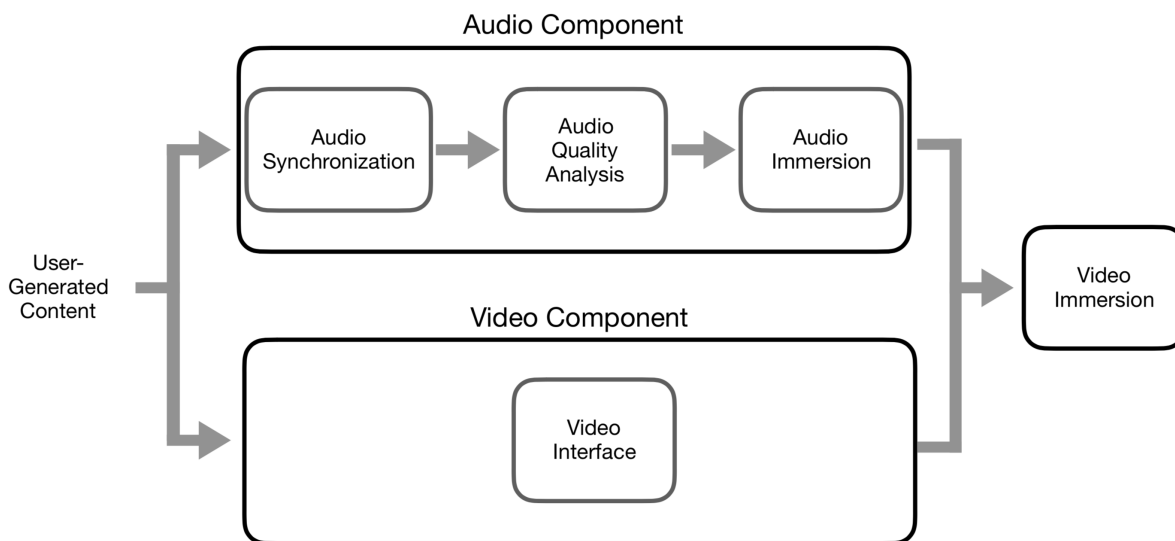 Audio Component
Audio
Synchronization
Audio
Quality
Analysis
Audio
Immersion
User-
Generated
Content
Video Component
Video
Interface
Video
Immersion